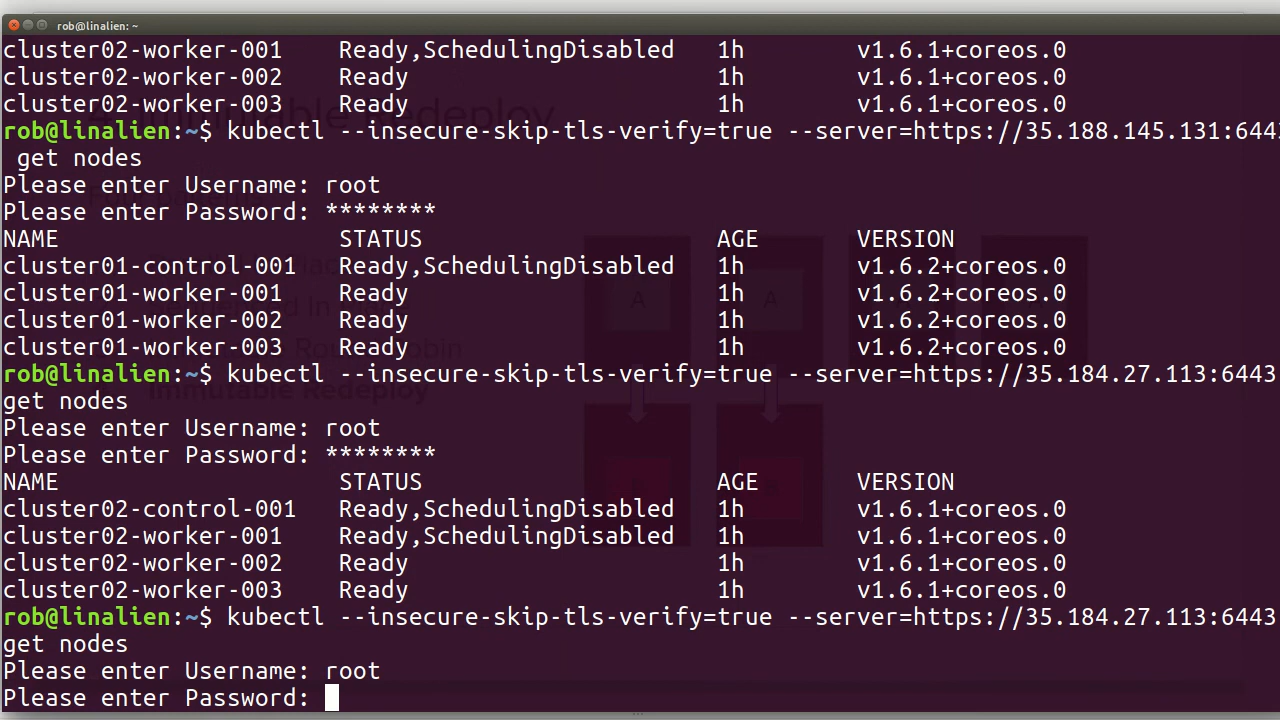 rob@linalien: ~
cluster02-worker-001    Ready,SchedulingDisabled   1h        v1.6.1+coreos.0
cluster02-worker-002    Ready                      1h        v1.6.1+coreos.0
cluster02-worker-003    Ready                      1h        v1.6.1+coreos.0
rob@linalien:~$ kubectl --insecure-skip-tls-verify=true --server=https://35.188.145.131:6443
 get nodes
Please enter Username: root
Please enter Password: ********
NAME                    STATUS                     AGE       VERSION
cluster01-control-001   Ready,SchedulingDisabled   1h        v1.6.2+coreos.0
cluster01-worker-001    Ready                      1h        v1.6.2+coreos.0
cluster01-worker-002    Ready                      1h        v1.6.2+coreos.0
cluster01-worker-003    Ready                      1h        v1.6.2+coreos.0
rob@linalien:~$ kubectl --insecure-skip-tls-verify=true --server=https://35.184.27.113:6443
get nodes
Please enter Username: root
Please enter Password: ********
NAME                    STATUS                     AGE       VERSION
cluster02-control-001   Ready,SchedulingDisabled   1h        v1.6.1+coreos.0
cluster02-worker-001    Ready,SchedulingDisabled   1h        v1.6.1+coreos.0
cluster02-worker-002    Ready                      1h        v1.6.1+coreos.0
cluster02-worker-003    Ready                      1h        v1.6.1+coreos.0
rob@linalien:~$ kubectl --insecure-skip-tls-verify=true --server=https://35.184.27.113:6443
get nodes
Please enter Username: root
Please enter Password:
Immutable Redeploy
A
A
Immutable Redeploy